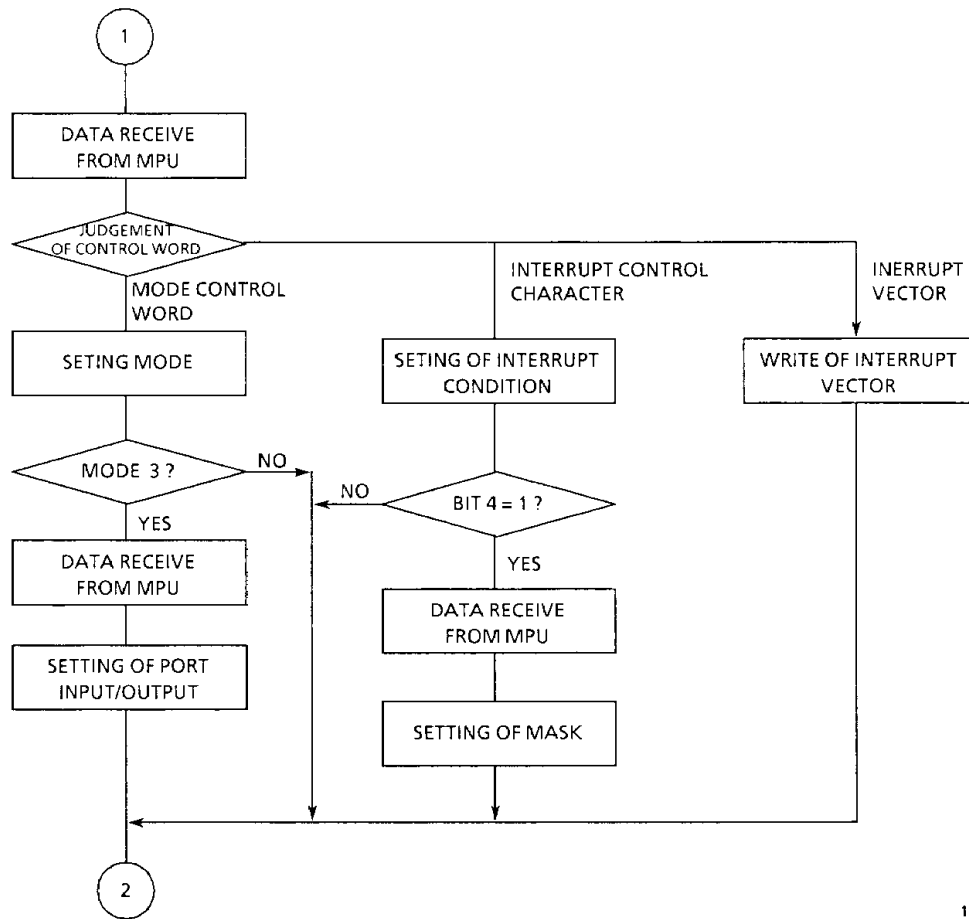 1
DATA RECEIVE
FROM MPU
JUDGEMENT
OF CONTROL WORD
MODE CONTROL
WORD
INTERRUPT CONTROL
CHARACTER
INERRUPT
VECTOR
SETING MODE
SETING OF INTERRUPT
CONDITION
WRITE OF INTERRUPT
VECTOR
MODE 3 ?
NO
YES
NO
BIT 4 = 1 ?
YES
DATA RECEIVE
FROM MPU
DATA RECEIVE
FROM MPU
SETTING OF PORT
INPUT/OUTPUT
SETTING OF MASK
2
1